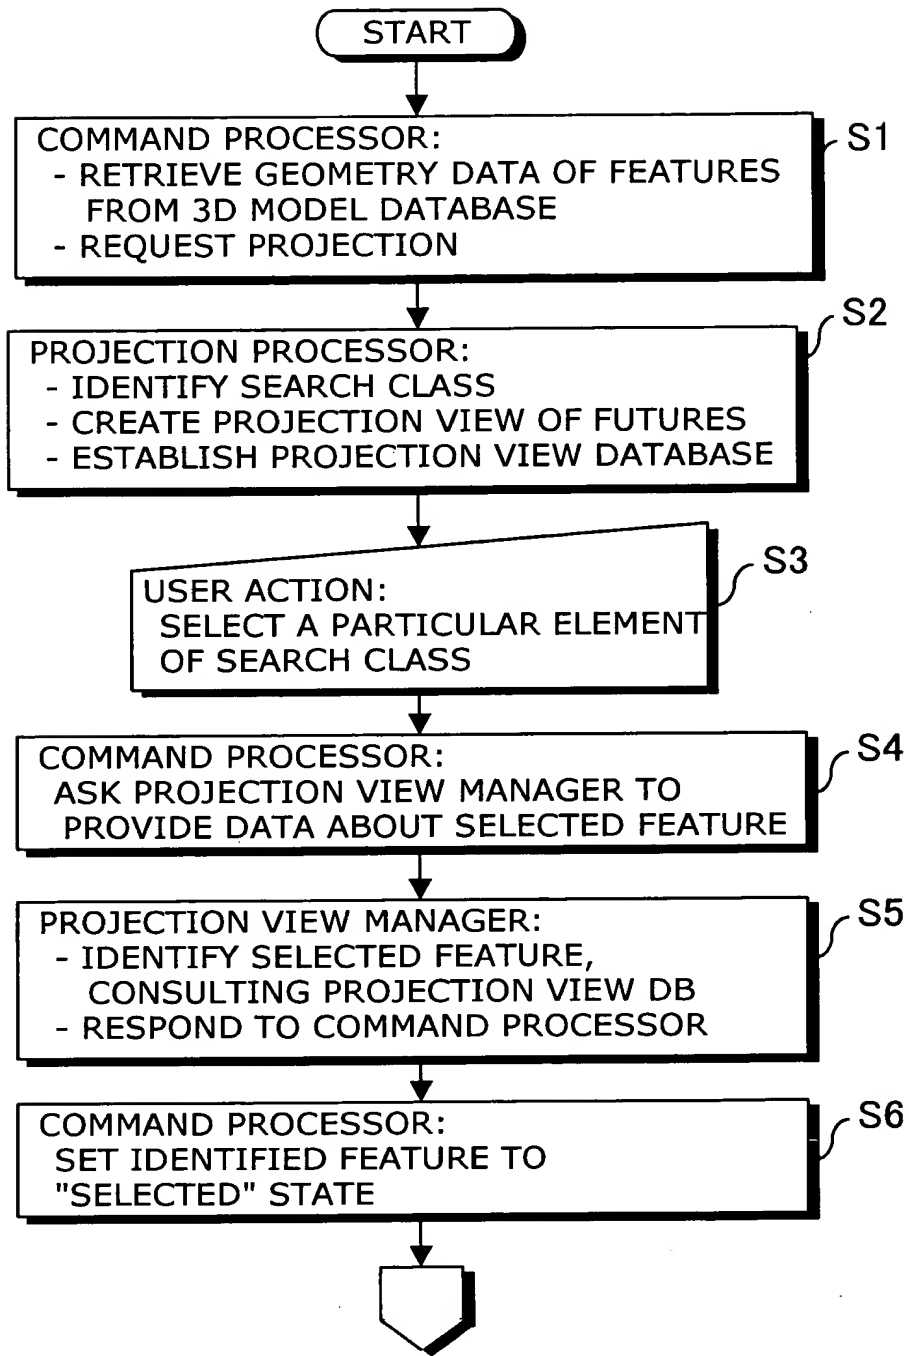 START
COMMAND PROCESSOR:
- RETRIEVE GEOMETRY DATA OF FEATURES
FROM 3D MODEL DATABASE
- REQUEST PROJECTION
S1
PROJECTION PROCESSOR:
- IDENTIFY SEARCH CLASS
- CREATE PROJECTION VIEW OF FUTURES
- ESTABLISH PROJECTION VIEW DATABASE
S2
USER ACTION:
SELECT A PARTICULAR ELEMENT
OF SEARCH CLASS
S3
COMMAND PROCESSOR:
ASK PROJECTION VIEW MANAGER TO
PROVIDE DATA ABOUT SELECTED FEATURE
S4
PROJECTION VIEW MANAGER:
- IDENTIFY SELECTED FEATURE,
CONSULTING PROJECTION VIEW DB
- RESPOND TO COMMAND PROCESSOR
S5
COMMAND PROCESSOR:
SET IDENTIFIED FEATURE TO
"SELECTED" STATE
S6